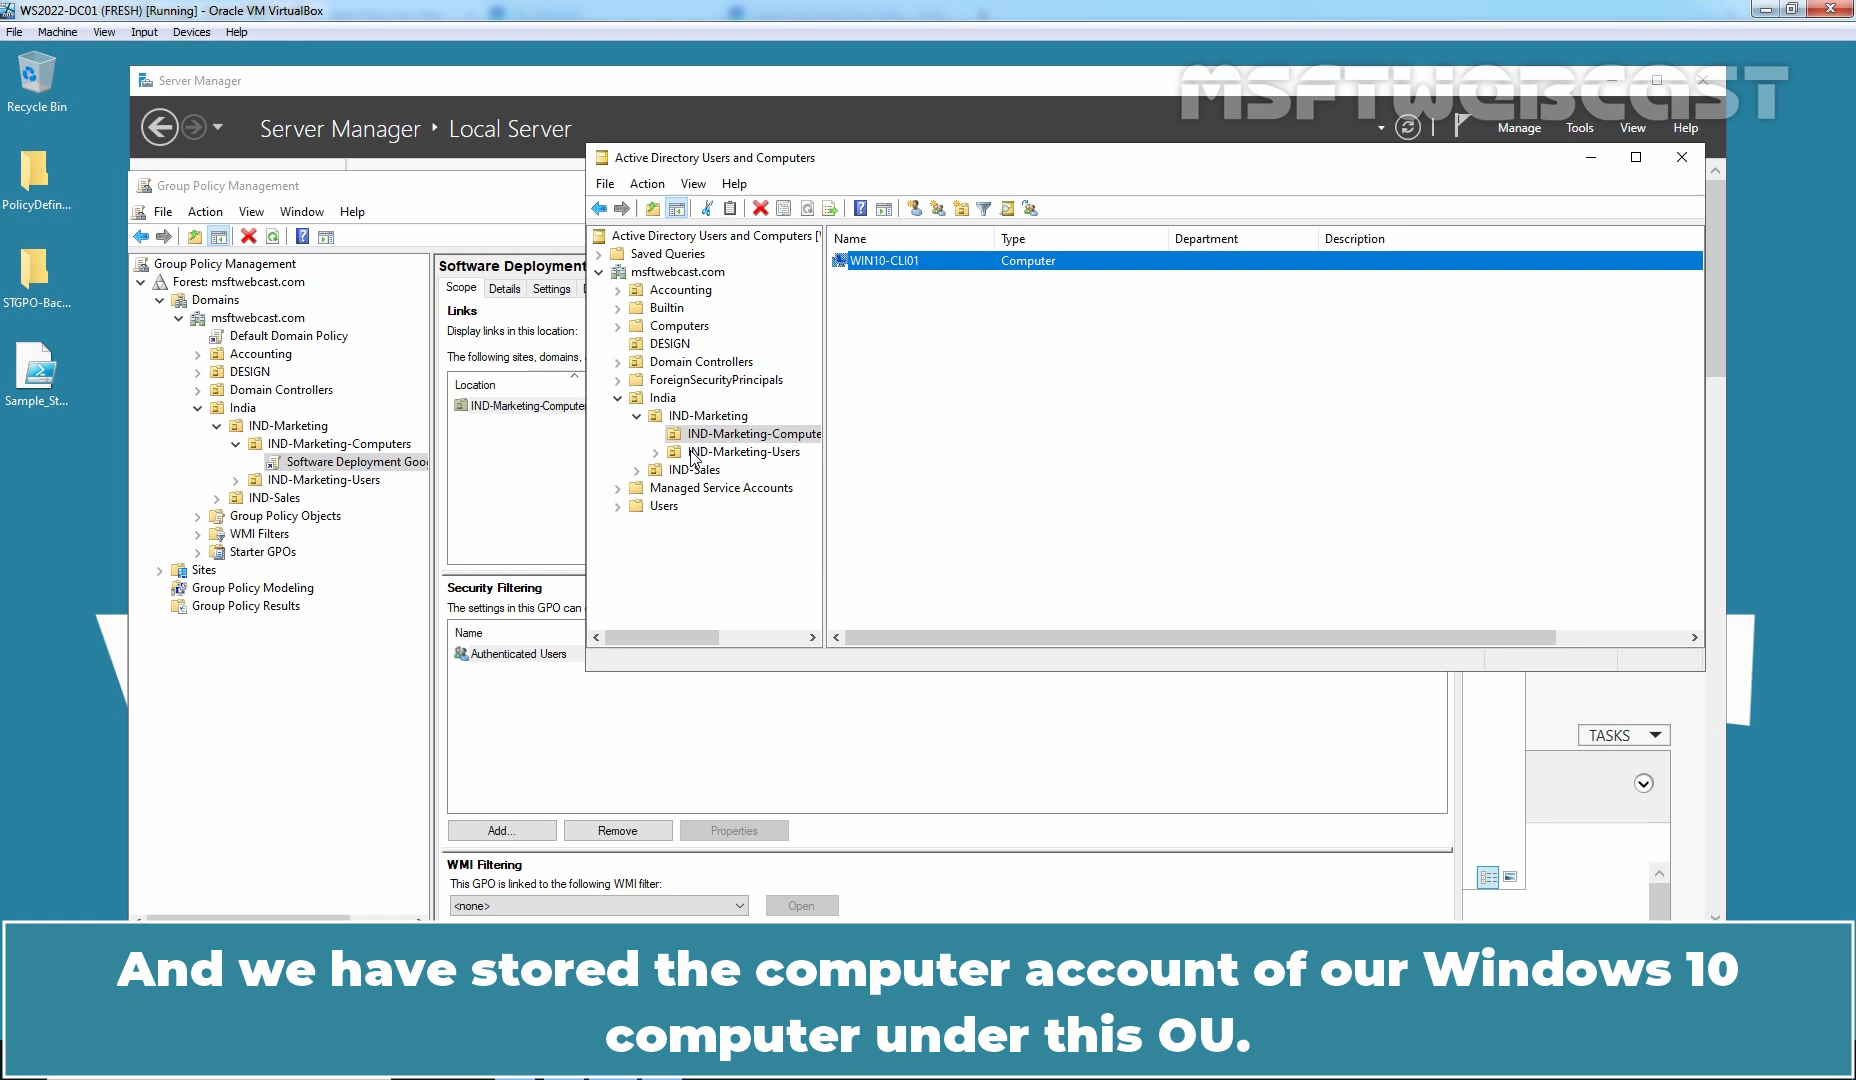 WS2022-DC01 (FRESH) [Running] - Oracle VM VirtualBox
File Machine View Input Devices Help
Recycle Bin
PolicyDefin...
STGPO-Bac...
Sample_St...
MSFTWEBCAST
Server Manager
Server Manager ‣ Local Server
Manage Tools View Help
Group Policy Management
File Action View Window Help
Group Policy Management
Forest: msftwebcast.com
Domains
msftwebcast.com
Default Domain Policy
Accounting
DESIGN
Domain Controllers
India
IND-Marketing
IND-Marketing-Computers
Software Deployment Goo
IND-Marketing-Users
IND-Sales
Group Policy Objects
WMI Filters
Starter GPOs
Sites
Group Policy Modeling
Group Policy Results
Software Deployment
Scope Details Settings
Links
Display links in this location:
The following sites, domains,
Location
IND-Marketing-Compute
Security Filtering
The settings in this GPO can
Name
Authenticated Users
Add... Remove Properties
WMI Filtering
This GPO is linked to the following WMI filter:
<none> Open
Active Directory Users and Computers
File Action View Help
Active Directory Users and Computers [
Saved Queries
msftwebcast.com
Accounting
Builtin
Computers
DESIGN
Domain Controllers
ForeignSecurityPrincipals
India
IND-Marketing
IND-Marketing-Compute
IND-Marketing-Users
IND-Sales
Managed Service Accounts
Users
Name Type Department Description
WIN10-CLI01 Computer
TASKS
And we have stored the computer account of our Windows 10
computer under this OU.